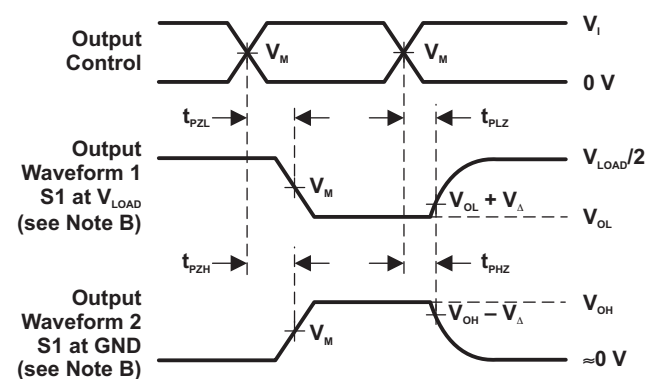 Output
Control
V_M
V_M
V_I
0 V
t_PZL
t_PLZ
Output
Waveform 1
S1 at V_LOAD
(see Note B)
V_M
V_OL + V_Δ
V_LOAD/2
V_OL
t_PZH
t_PHZ
Output
Waveform 2
S1 at GND
(see Note B)
V_M
V_OH – V_Δ
V_OH
≈0 V